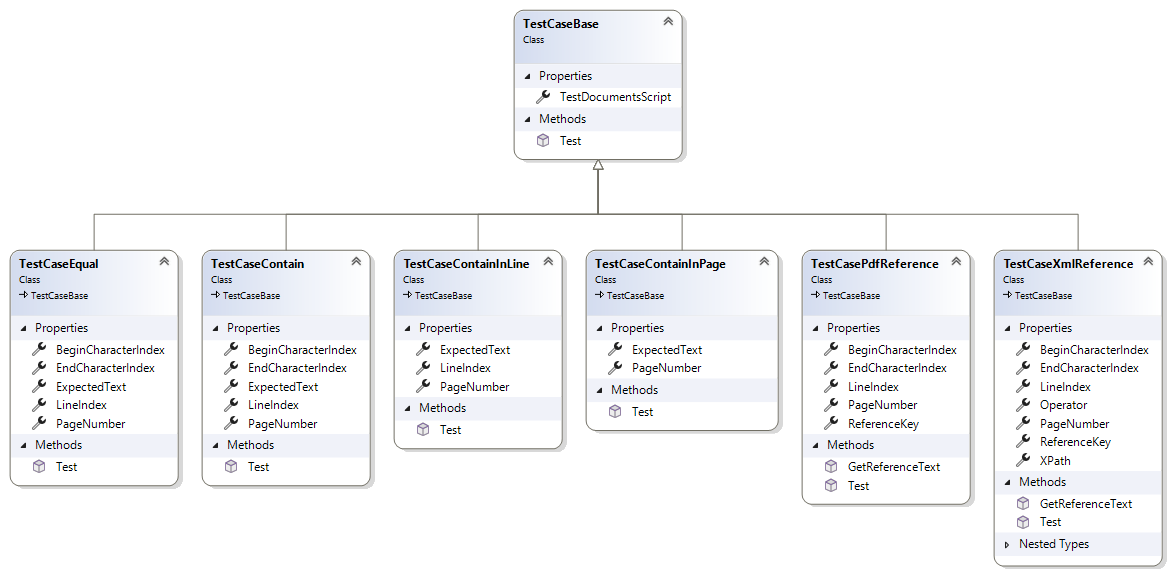 TestCaseBase
Class
Properties
TestDocumentsScript
Methods
Test
TestCaseEqual
Class
TestCaseBase
Properties
BeginCharacterIndex
EndCharacterIndex
ExpectedText
LineIndex
PageNumber
Methods
Test
TestCaseContain
Class
TestCaseBase
Properties
BeginCharacterIndex
EndCharacterIndex
ExpectedText
LineIndex
PageNumber
Methods
Test
TestCaseContainInLine
Class
TestCaseBase
Properties
ExpectedText
LineIndex
PageNumber
Methods
Test
TestCaseContainInPage
Class
TestCaseBase
Properties
ExpectedText
PageNumber
Methods
Test
TestCasePdfReference
Class
TestCaseBase
Properties
BeginCharacterIndex
EndCharacterIndex
LineIndex
PageNumber
ReferenceKey
Methods
GetReferenceText
Test
TestCaseXmlReference
Class
TestCaseBase
Properties
BeginCharacterIndex
EndCharacterIndex
LineIndex
Operator
PageNumber
ReferenceKey
XPath
Methods
GetReferenceText
Test
Nested Types